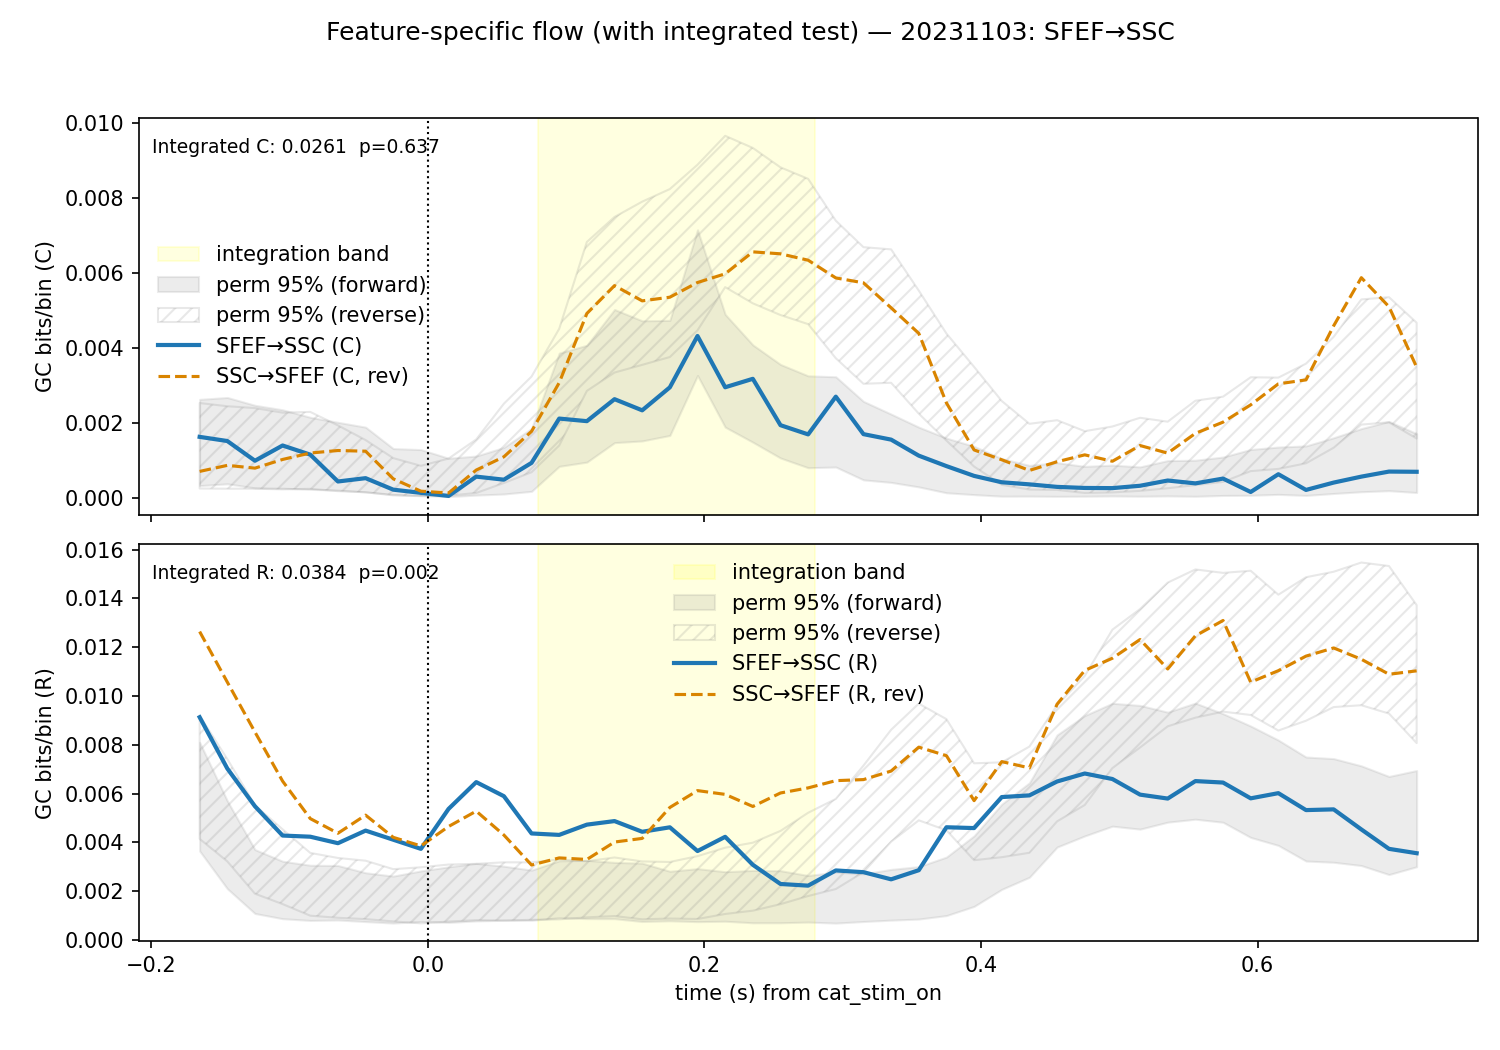 Feature-specific flow (with integrated test) — 20231103: SFEF→SSC
Integrated C: 0.0261  p=0.637
integration band
perm 95% (forward)
perm 95% (reverse)
SFEF→SSC (C)
SSC→SFEF (C, rev)
GC bits/bin (C)
0.010
0.008
0.006
0.004
0.002
0.000
Integrated R: 0.0384  p=0.002
integration band
perm 95% (forward)
perm 95% (reverse)
SFEF→SSC (R)
SSC→SFEF (R, rev)
GC bits/bin (R)
0.016
0.014
0.012
0.010
0.008
0.006
0.004
0.002
0.000
−0.2 0.0 0.2 0.4 0.6
time (s) from cat_stim_on